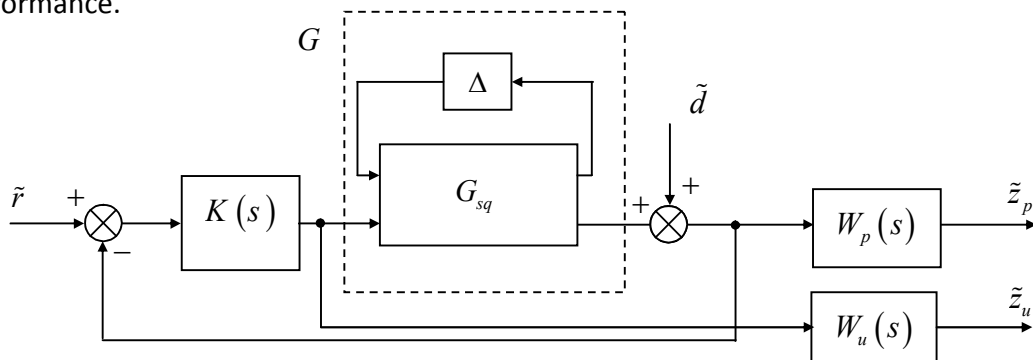 ormance.
G
Δ
d̃
r̃
+
K(s)
G_sq
+
+
W_p(s)
z̃_p
−
W_u(s)
z̃_u